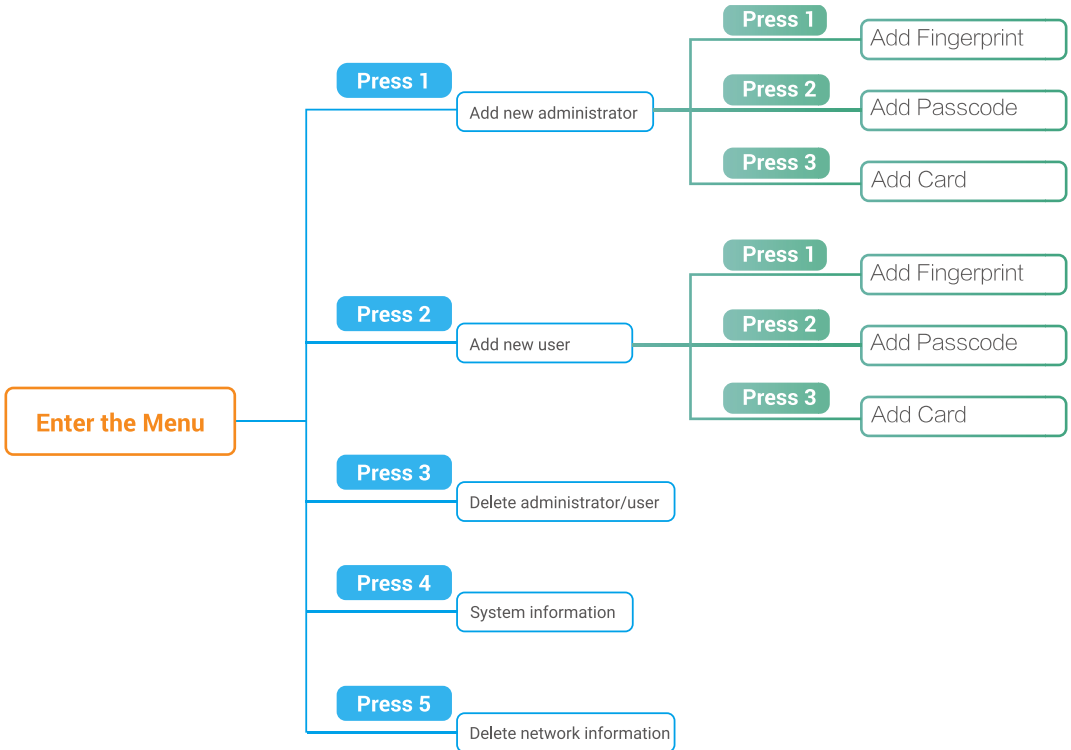 Enter the Menu
Press 1
Add new administrator
Press 1
Add Fingerprint
Press 2
Add Passcode
Press 3
Add Card
Press 2
Add new user
Press 1
Add Fingerprint
Press 2
Add Passcode
Press 3
Add Card
Press 3
Delete administrator/user
Press 4
System information
Press 5
Delete network information